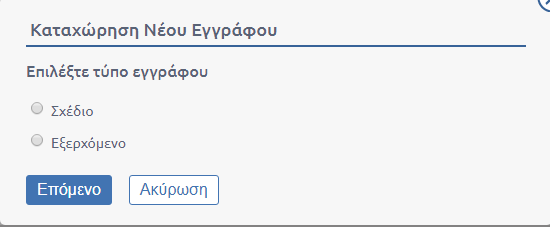 Καταχώρηση Νέου Εγγράφου
Επιλέξτε τύπο εγγράφου
Σχέδιο
Εξερχόμενο
Επόμενο Ακύρωση